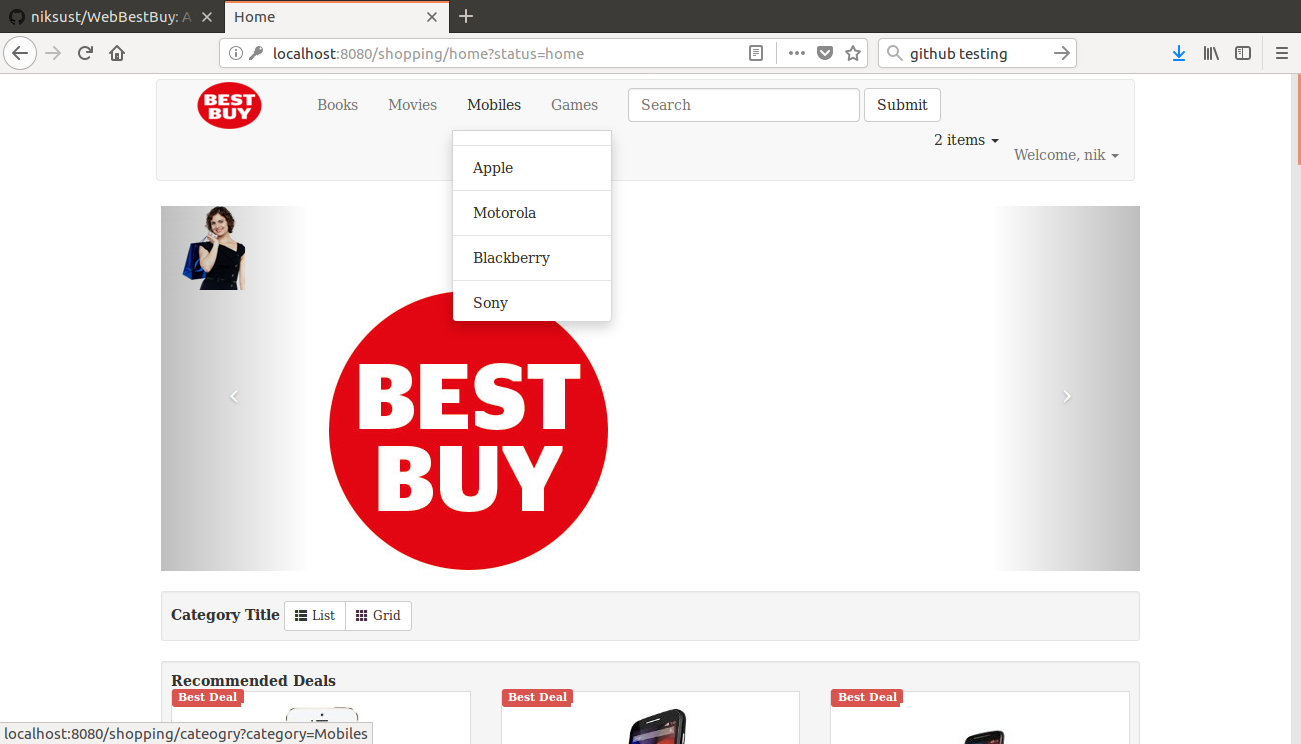 niksust/WebBestBuy: A
Home
localhost:8080/shopping/home?status=home
github testing
BEST
BUY
Books
Movies
Mobiles
Games
Search
Submit
2 items
Welcome, nik
Apple
Motorola
Blackberry
Sony
BEST
BUY
Category Title
List
Grid
Recommended Deals
Best Deal
Best Deal
Best Deal
localhost:8080/shopping/cateogry?category=Mobiles